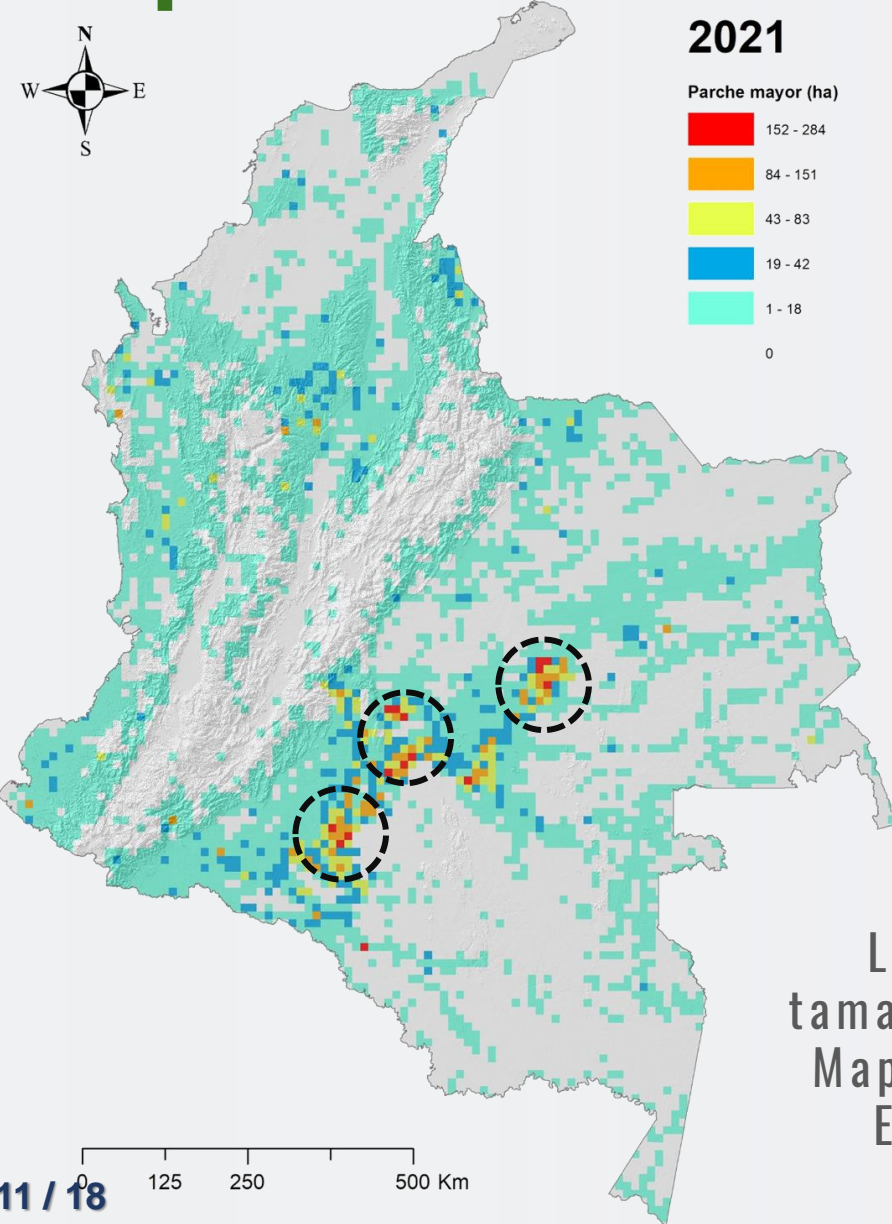 N
W E
S
2021
Parche mayor (ha)
152 - 284
84 - 151
43 - 83
19 - 42
1 - 18
0
L
tama
Map
E
0 125 250 500 Km
11 / 18